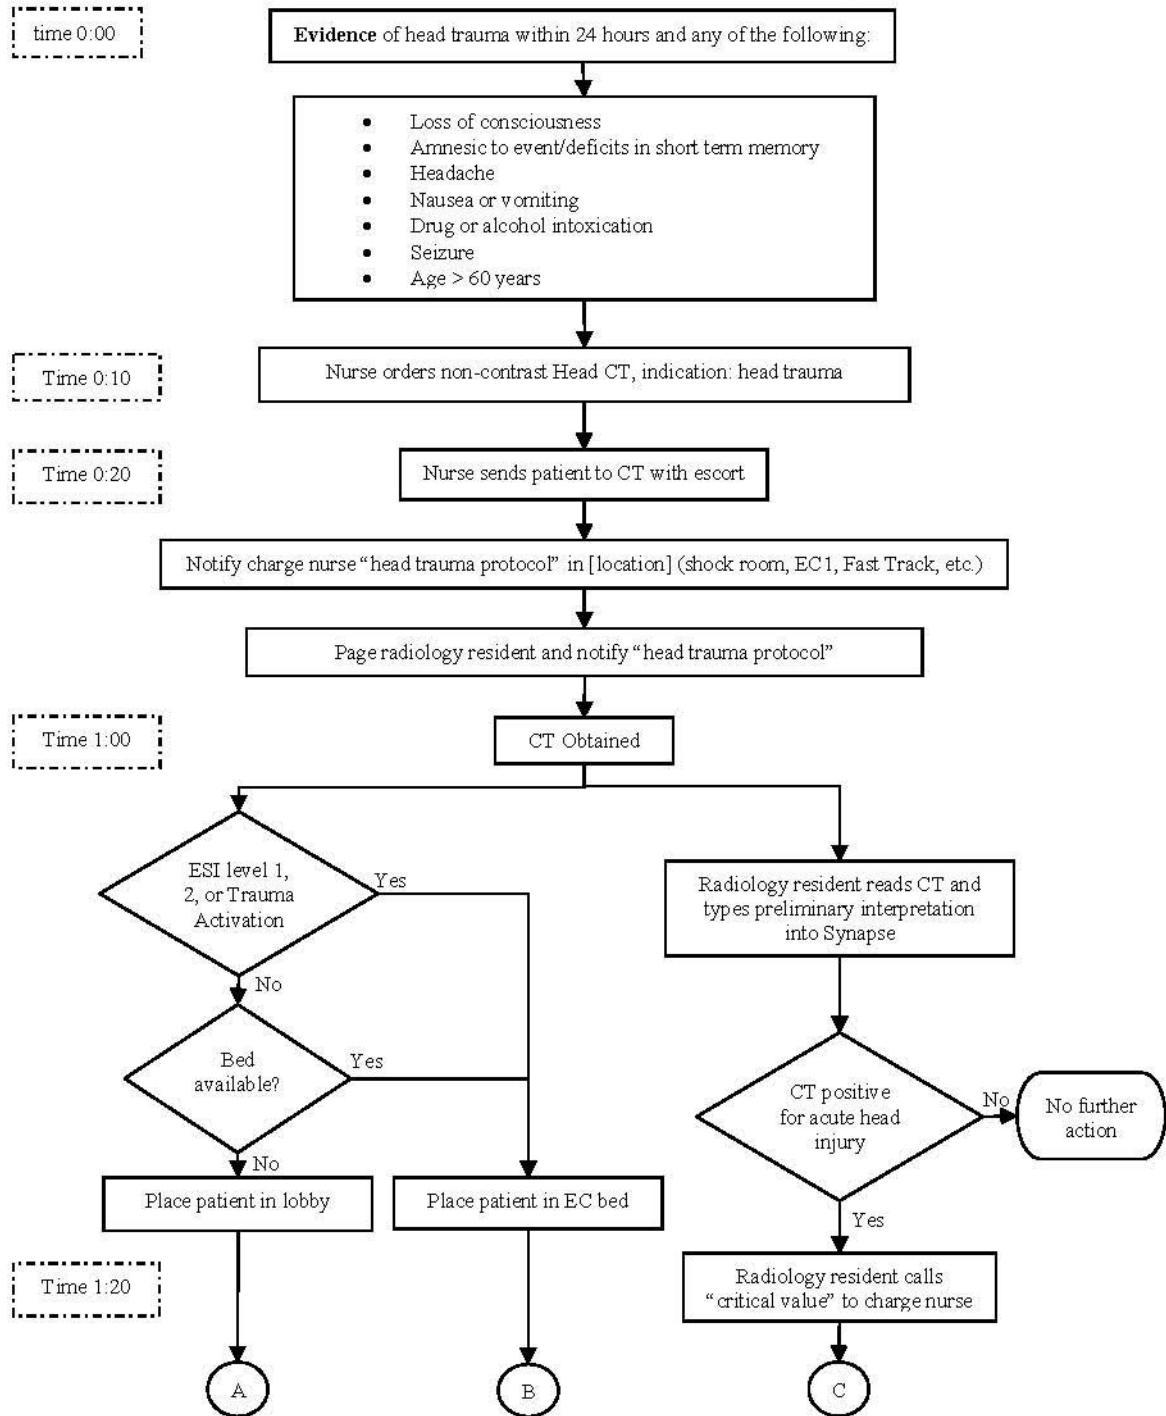 time 0:00
Evidence of head trauma within 24 hours and any of the following:
• Loss of consciousness
• Amnesic to event/deficits in short term memory
• Headache
• Nausea or vomiting
• Drug or alcohol intoxication
• Seizure
• Age > 60 years
Time 0:10
Nurse orders non-contrast Head CT, indication: head trauma
Time 0:20
Nurse sends patient to CT with escort
Notify charge nurse “head trauma protocol” in [location] (shock room, EC1, Fast Track, etc.)
Page radiology resident and notify “head trauma protocol”
Time 1:00
CT Obtained
ESI level 1,
2, or Trauma
Activation
Yes
No
Bed
available?
Yes
No
Place patient in lobby
Place patient in EC bed
Radiology resident reads CT and
types preliminary interpretation
into Synapse
CT positive
for acute head
injury
No
No further
action
Yes
Time 1:20
Radiology resident calls
“critical value” to charge nurse
A
B
C